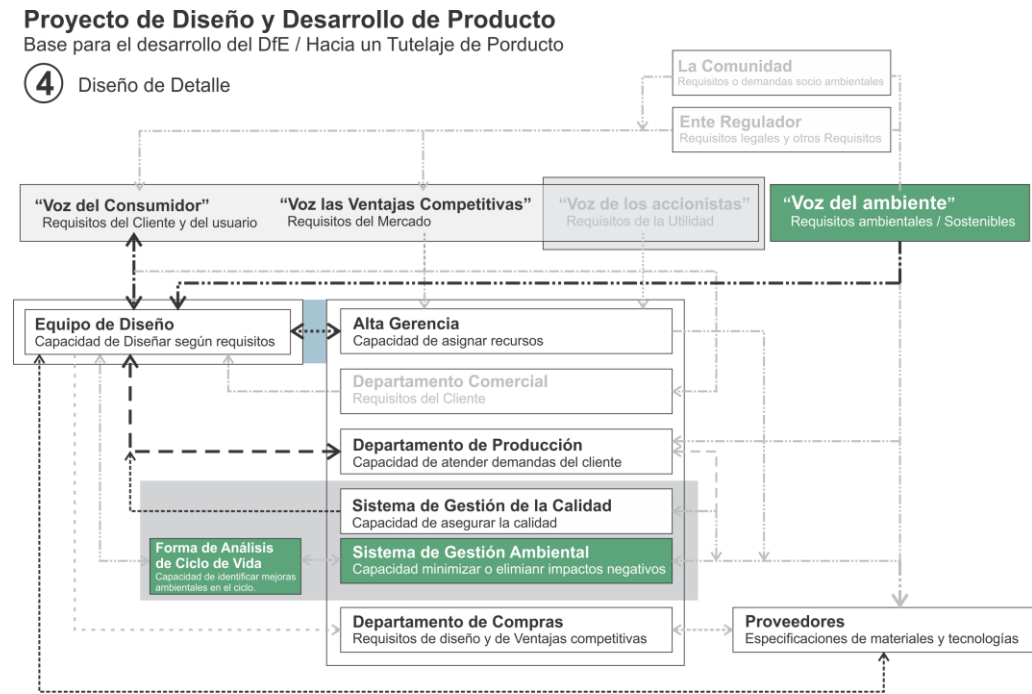 Proyecto de Diseño y Desarrollo de Producto
Base para el desarrollo del DfE / Hacia un Tutelaje de Porducto
4 Diseño de Detalle
La Comunidad
Requisitos o demandas socio ambientales
Ente Regulador
Requisitos legales y otros Requisitos
“Voz del Consumidor”
Requisitos del Cliente y del usuario
“Voz las Ventajas Competitivas”
Requisitos del Mercado
“Voz de los accionistas”
Requisitos de la Utilidad
“Voz del ambiente”
Requisitos ambientales / Sostenibles
Equipo de Diseño
Capacidad de Diseñar según requisitos
Alta Gerencia
Capacidad de asignar recursos
Departamento Comercial
Requisitos del Cliente
Departamento de Producción
Capacidad de atender demandas del cliente
Sistema de Gestión de la Calidad
Capacidad de asegurar la calidad
Forma de Análisis
de Ciclo de Vida
Capacidad de identificar mejoras
ambientales en el ciclo.
Sistema de Gestión Ambiental
Capacidad minimizar o elimianr impactos negativos
Departamento de Compras
Requisitos de diseño y de Ventajas competitivas
Proveedores
Especificaciones de materiales y tecnologías